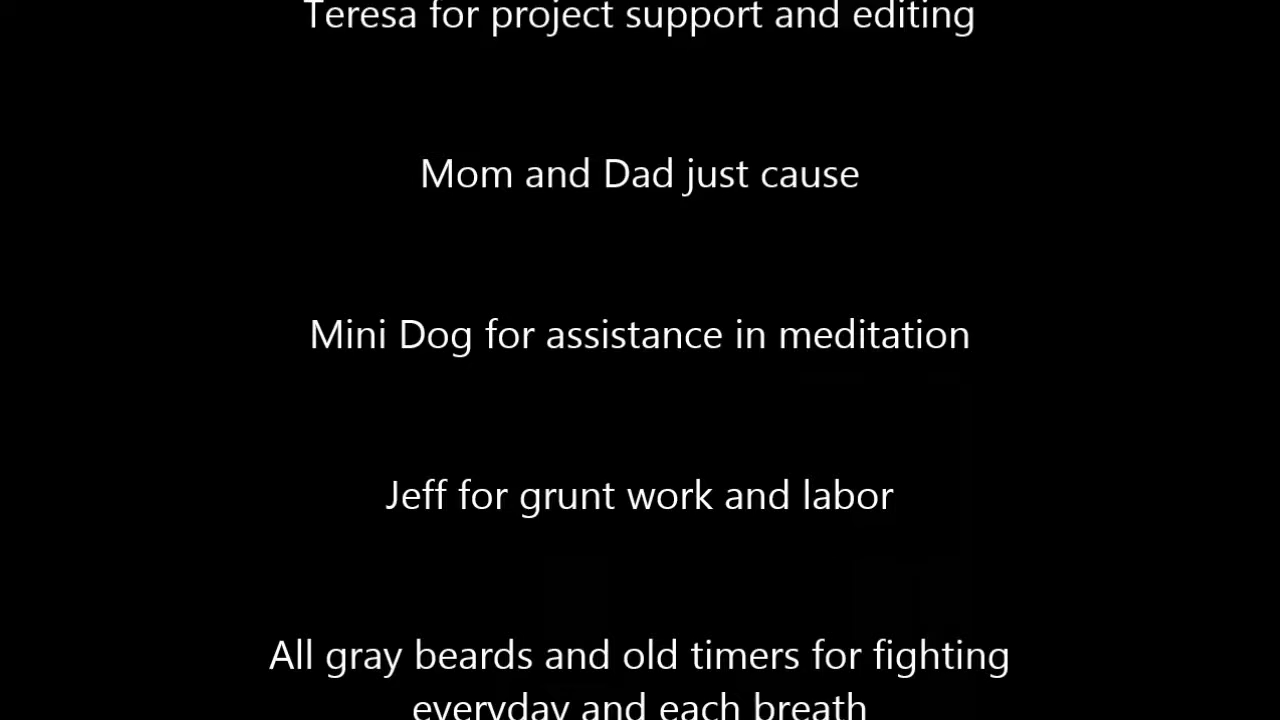 Teresa for project support and editing
Mom and Dad just cause
Mini Dog for assistance in meditation
Jeff for grunt work and labor
All gray beards and old timers for fighting
everyday and each breath